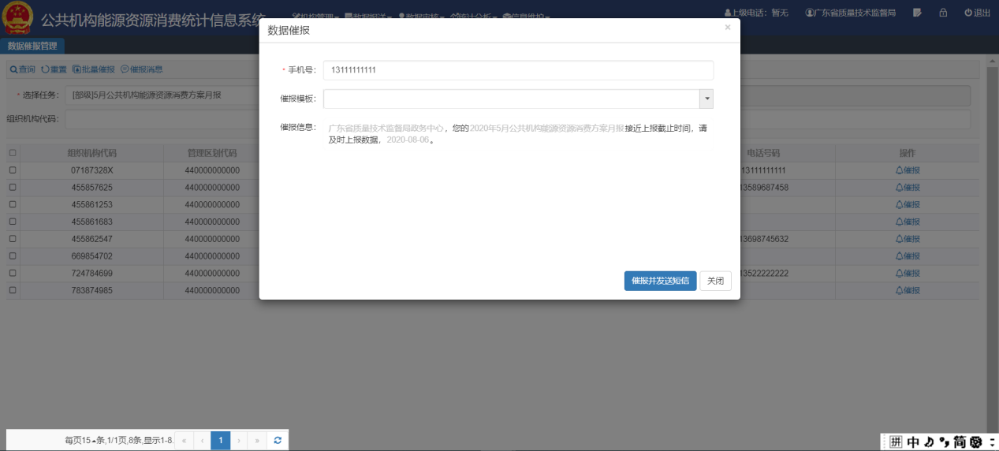 公共机构能源资源消费统计信息系统
机构管理 数据报送 数据审核 统计分析 信息维护
上级电话：暂无 广东省质量技术监督局 退出
数据催报管理
查询 重置 批量催报 催报消息
* 选择任务： [部级]5月公共机构能源资源消费方案月报
组织机构代码：
数据催报 ×
* 手机号： 13111111111
催报模板：
催报信息： 广东省质量技术监督局政务中心，您的2020年5月公共机构能源资源消费方案月报接近上报截止时间，请
及时上报数据，2020-08-06。
催报并发送短信 关闭
组织机构代码 管理区划代码 电话号码 操作
07187328X 440000000000 13111111111 催报
455857625 440000000000 13589687458 催报
455861253 440000000000 催报
455861683 440000000000 催报
455862547 440000000000 13698745632 催报
669854702 440000000000 催报
724784699 440000000000 13522222222 催报
783874985 440000000000 催报
每页15条,1/1页,8条,显示1-8. « ‹ 1 › »
拼 中 简